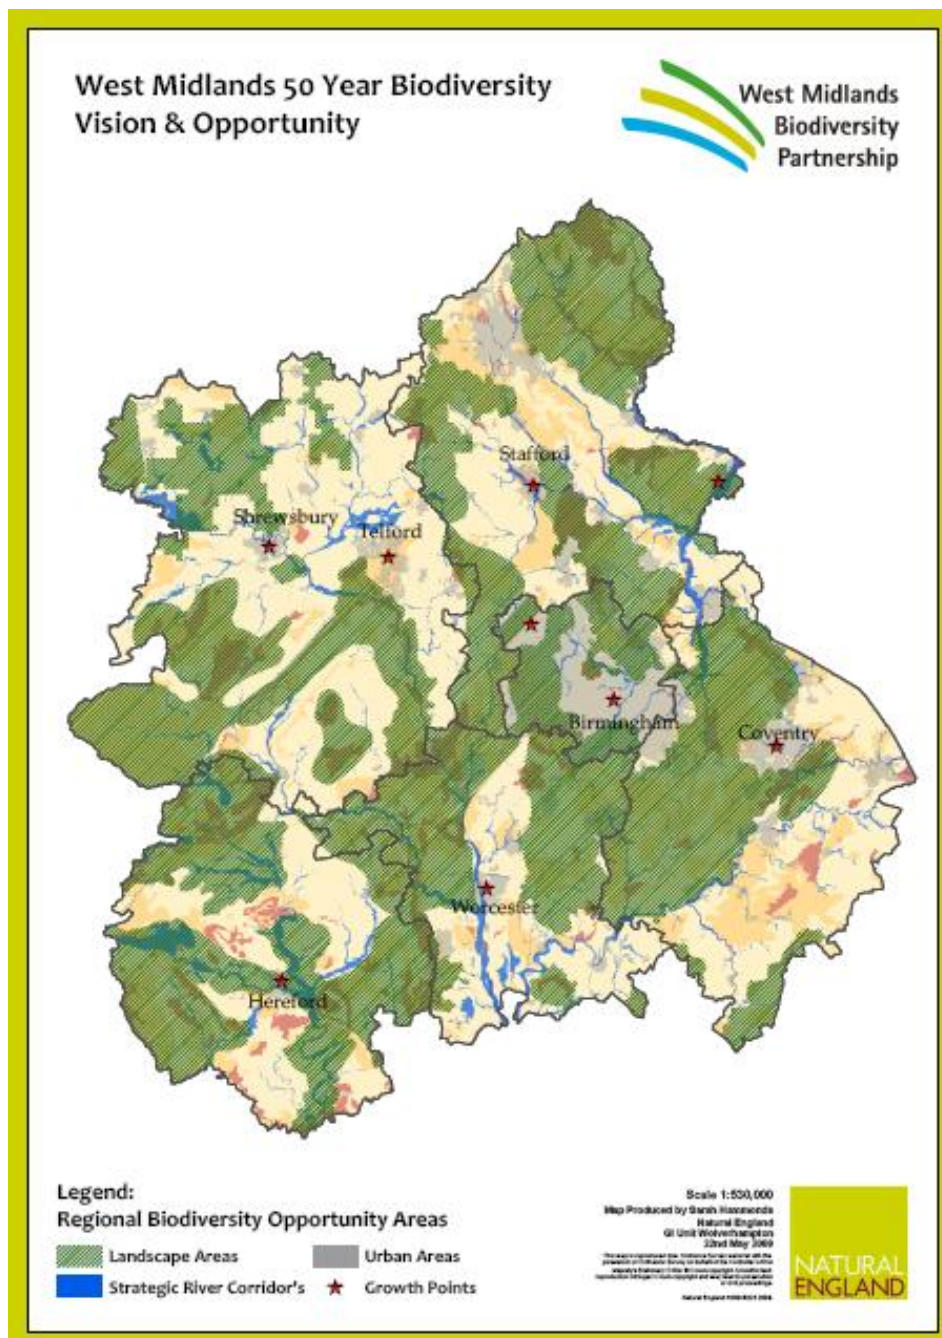 West Midlands 50 Year Biodiversity
Vision & Opportunity
West Midlands
Biodiversity
Partnership
Stafford
Shrewsbury
Telford
Birmingham
Coventry
Worcester
Hereford
Legend:
Regional Biodiversity Opportunity Areas
Landscape Areas
Urban Areas
Strategic River Corridor's
Growth Points
Scale 1:530,000
Map Produced by Sarah Hammonds
Natural England
GI Unit Wolverhampton
22nd May 2009
NATURAL
ENGLAND